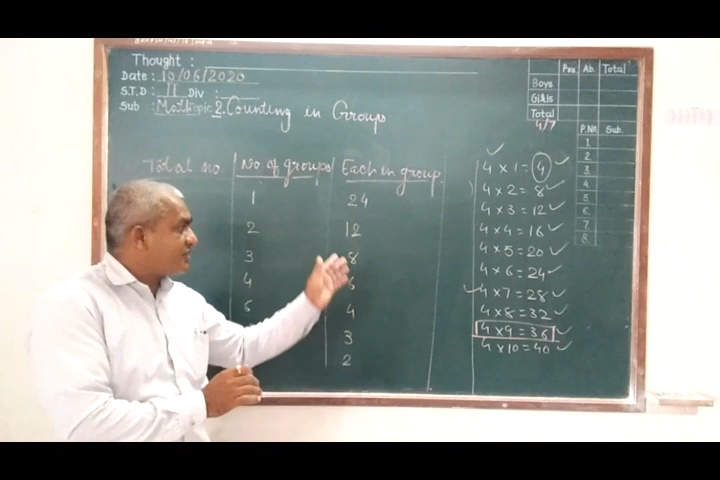 Thought :
Date : 10/06/2020
S.T.D : II Div :
Sub : Math Topic 2. Counting in Groups
Pre. Ab. Total
Boys
Girls
Total
4/7
P.No. Sub.
1.
2.
3.
4.
5.
6.
7.
8.
Total no. No of groups Each in group
1 24
2 12
3 8
4 6
6 4
3
2
4 x 1 = 4
4 x 2 = 8
4 x 3 = 12
4 x 4 = 16
4 x 5 = 20
4 x 6 = 24
4 x 7 = 28
4 x 8 = 32
4 x 9 = 36
4 x 10 = 40